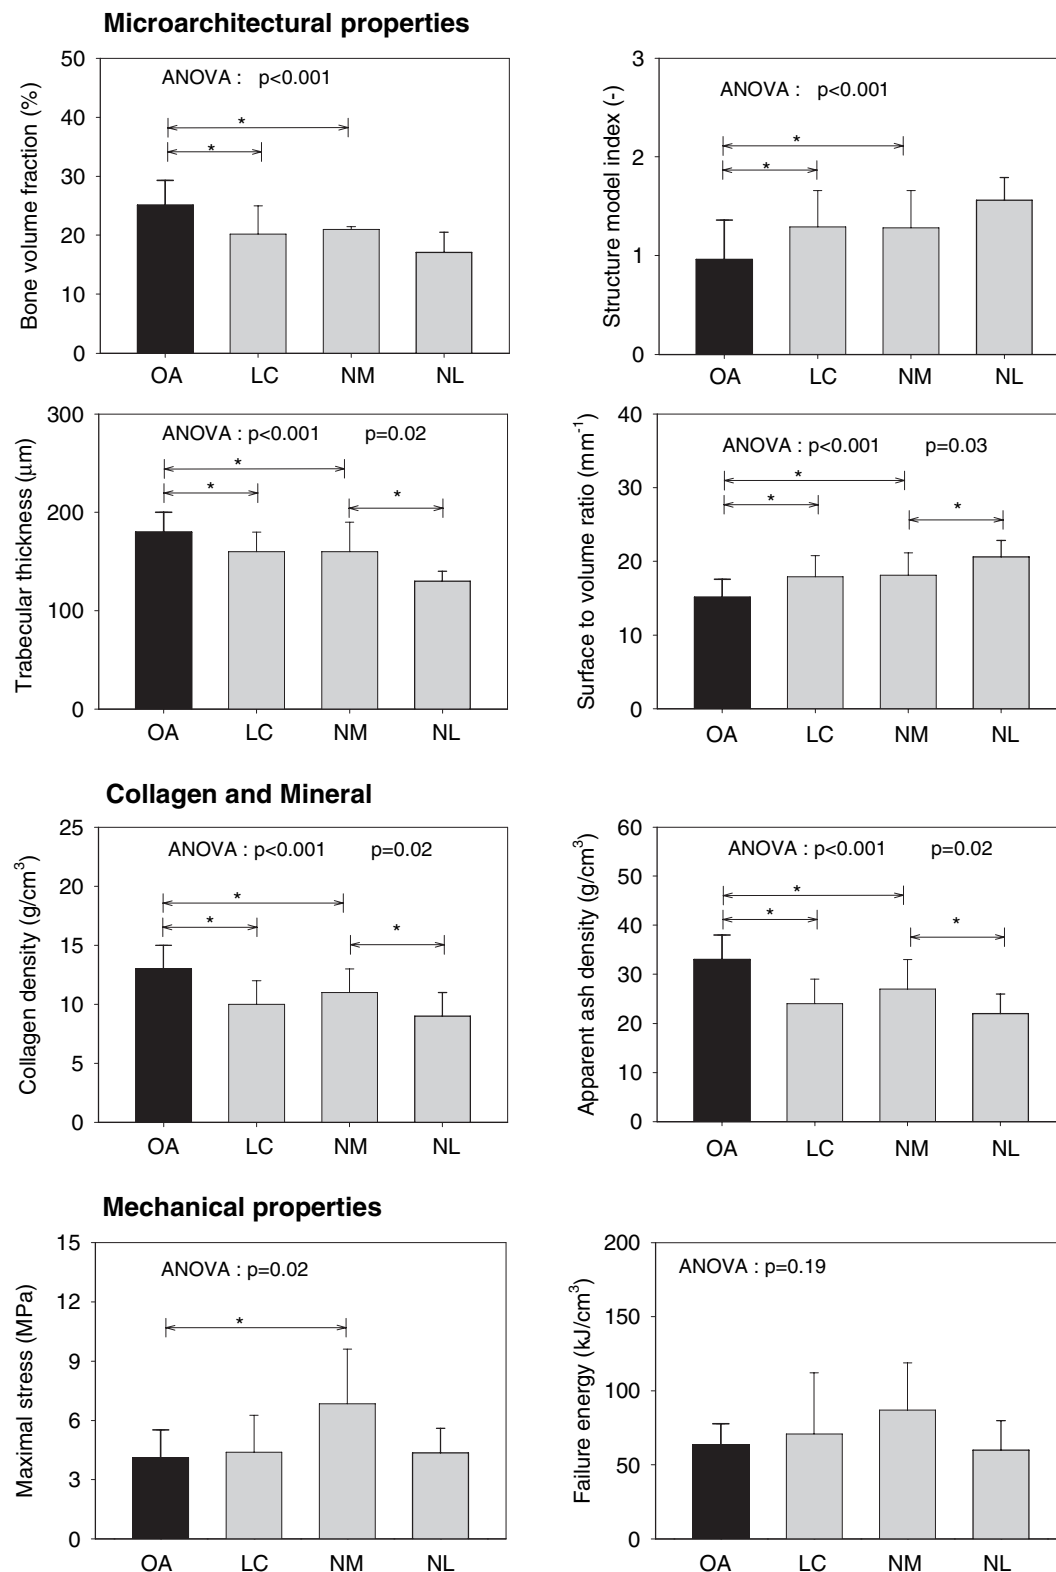 Microarchitectural properties
Bone volume fraction (%)
50
40
30
20
10
0
ANOVA : p<0.001
*
*
OA LC NM NL
Structure model index (-)
3
2
1
0
ANOVA : p<0.001
*
*
OA LC NM NL
Trabecular thickness (μm)
300
200
100
0
ANOVA : p<0.001 p=0.02
*
*
*
OA LC NM NL
Surface to volume ratio (mm⁻¹)
40
30
20
10
0
ANOVA : p<0.001 p=0.03
*
*
*
OA LC NM NL
Collagen and Mineral
Collagen density (g/cm³)
25
20
15
10
5
0
ANOVA : p<0.001 p=0.02
*
*
*
OA LC NM NL
Apparent ash density (g/cm³)
60
50
40
30
20
10
0
ANOVA : p<0.001 p=0.02
*
*
*
OA LC NM NL
Mechanical properties
Maximal stress (MPa)
15
12
9
6
3
0
ANOVA : p=0.02
*
OA LC NM NL
Failure energy (kJ/cm³)
200
150
100
50
0
ANOVA : p=0.19
OA LC NM NL